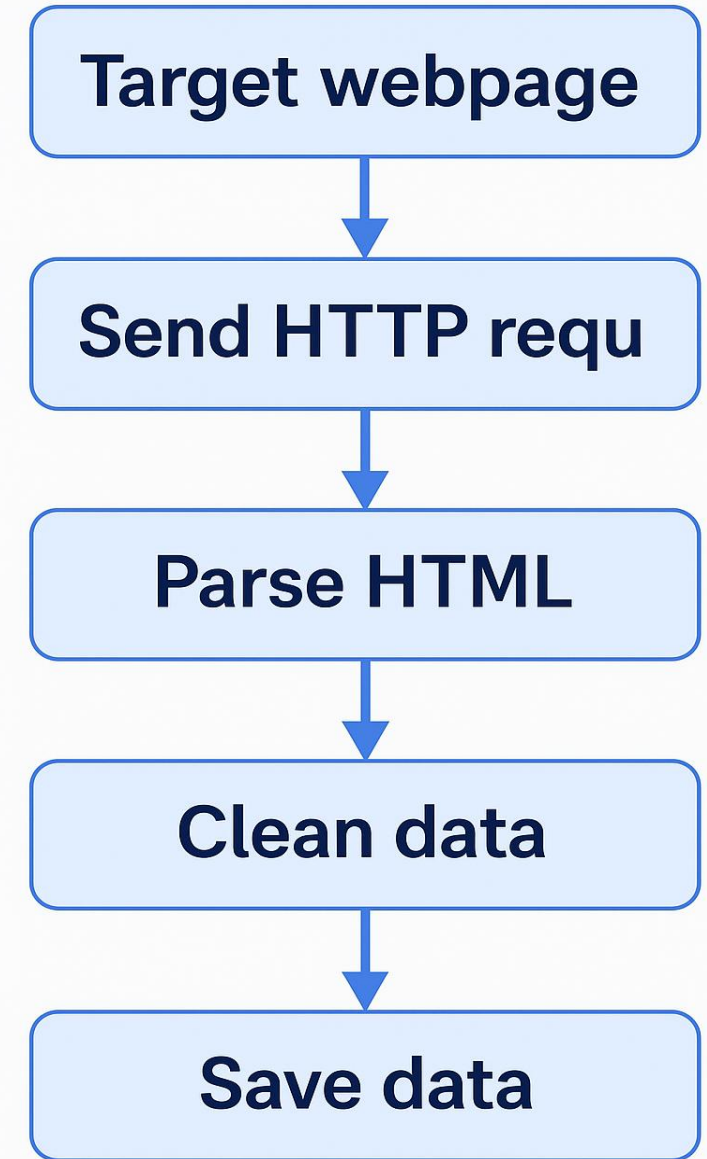 Target webpage
Send HTTP requ
Parse HTML
Clean data
Save data